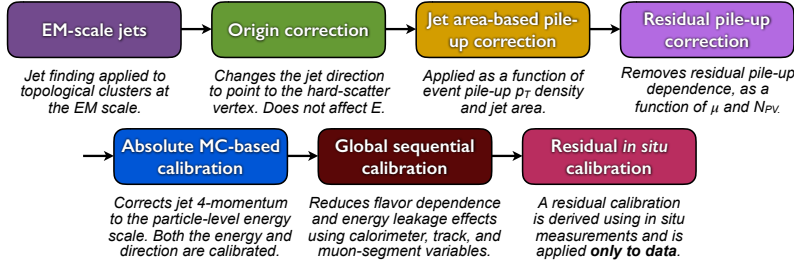 EM-scale jets
Origin correction
Jet area-based pile-
up correction
Residual pile-up
correction
Jet finding applied to
topological clusters at
the EM scale.
Changes the jet direction
to point to the hard-scatter
vertex. Does not affect E.
Applied as a function of
event pile-up pT density
and jet area.
Removes residual pile-up
dependence, as a
function of μ and NPV.
Absolute MC-based
calibration
Global sequential
calibration
Residual in situ
calibration
Corrects jet 4-momentum
to the particle-level energy
scale. Both the energy and
direction are calibrated.
Reduces flavor dependence
and energy leakage effects
using calorimeter, track, and
muon-segment variables.
A residual calibration
is derived using in situ
measurements and is
applied only to data.